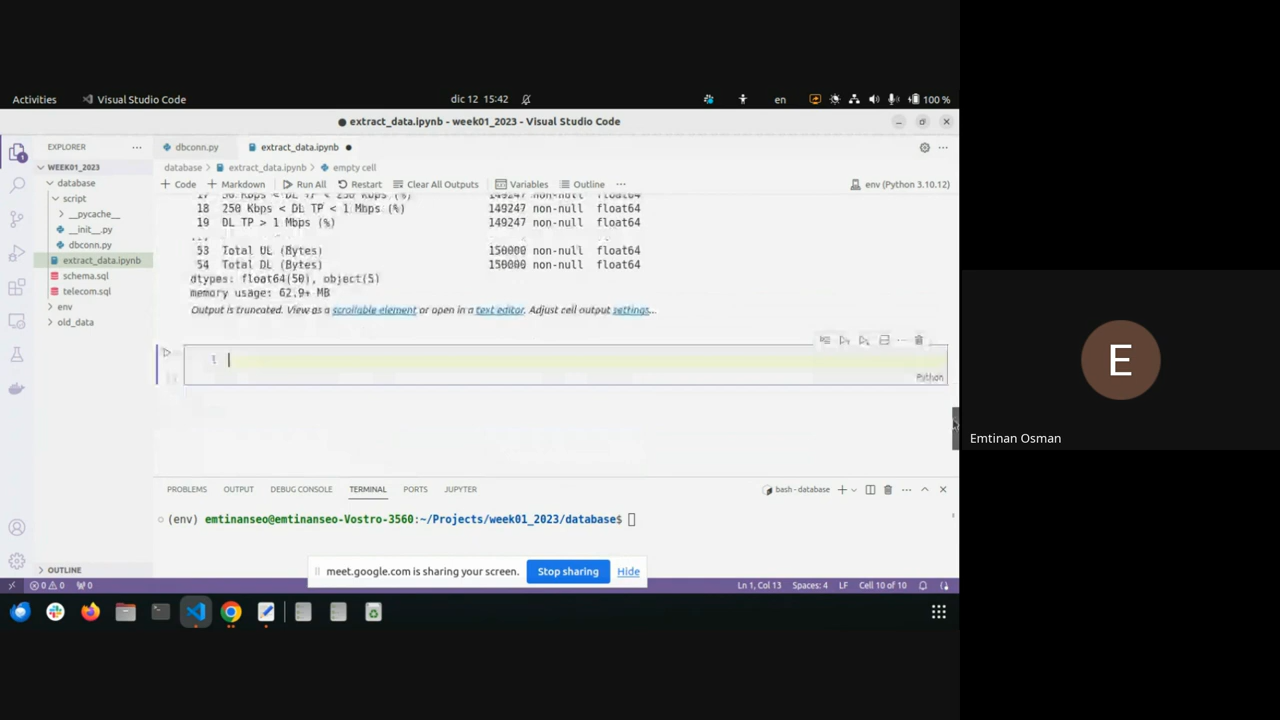 Activities Visual Studio Code dic 12 15:42 en 100 %
extract_data.ipynb - week01_2023 - Visual Studio Code
EXPLORER
dbconn.py extract_data.ipynb
WEEK01_2023
database > extract_data.ipynb > empty cell
database
+ Code + Markdown Run All Restart Clear All Outputs Variables Outline env (Python 3.10.12)
script
__pycache__
__init__.py
dbconn.py
extract_data.ipynb
schema.sql
telecom.sql
env
old_data
18 250 Kbps < DL TP < 1 Mbps (%) 149247 non-null float64
19 DL TP > 1 Mbps (%) 149247 non-null float64
...
53 Total UL (Bytes) 150000 non-null float64
54 Total DL (Bytes) 150000 non-null float64
dtypes: float64(50), object(5)
memory usage: 62.9+ MB
Output is truncated. View as a scrollable element or open in a text editor. Adjust cell output settings...
Python
PROBLEMS OUTPUT DEBUG CONSOLE TERMINAL PORTS JUPYTER bash - database
(env) emtinanseo@emtinanseo-Vostro-3560:~/Projects/week01_2023/database$
OUTLINE
meet.google.com is sharing your screen. Stop sharing Hide
0 0 0 Ln 1, Col 13 Spaces: 4 LF Cell 10 of 10
E
Emtinan Osman